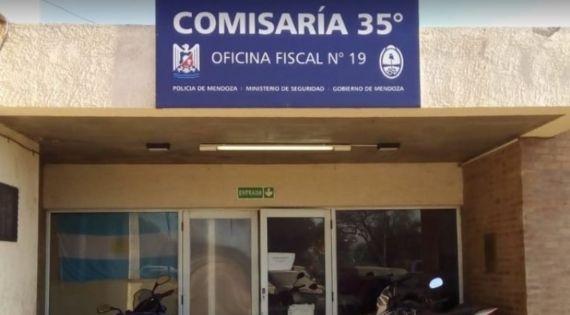 COMISARÍA 35°
OFICINA FISCAL N° 19
POLICIA DE MENDOZA · MINISTERIO DE SEGURIDAD · GOBIERNO DE MENDOZA
ENTRADA